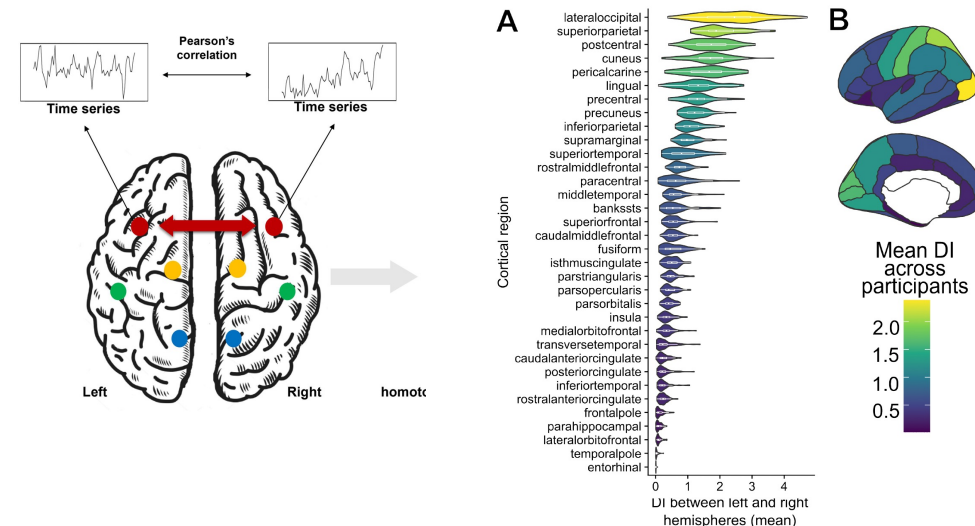 Pearson's
correlation
Time series
Time series
Left
Right
A
lateraloccipital
superiorparietal
postcentral
cuneus
pericalcarine
lingual
precentral
precuneus
inferiorparietal
supramarginal
superiortemporal
rostralmiddlefrontal
paracentral
middletemporal
bankssts
superiorfrontal
caudalmiddlefrontal
fusiform
isthmuscingulate
parstriangularis
parsopercularis
parsorbitalis
insula
medialorbitofrontal
transversetemporal
caudalanteriorcingulate
posteriorcingulate
inferiortemporal
rostralanteriorcingulate
frontalpole
parahippocampal
lateralorbitofrontal
temporalpole
entorhinal
Cortical region
0 1 2 3 4
DI between left and right
hemispheres (mean)
B
Mean DI
across
participants
2.0
1.5
1.0
0.5